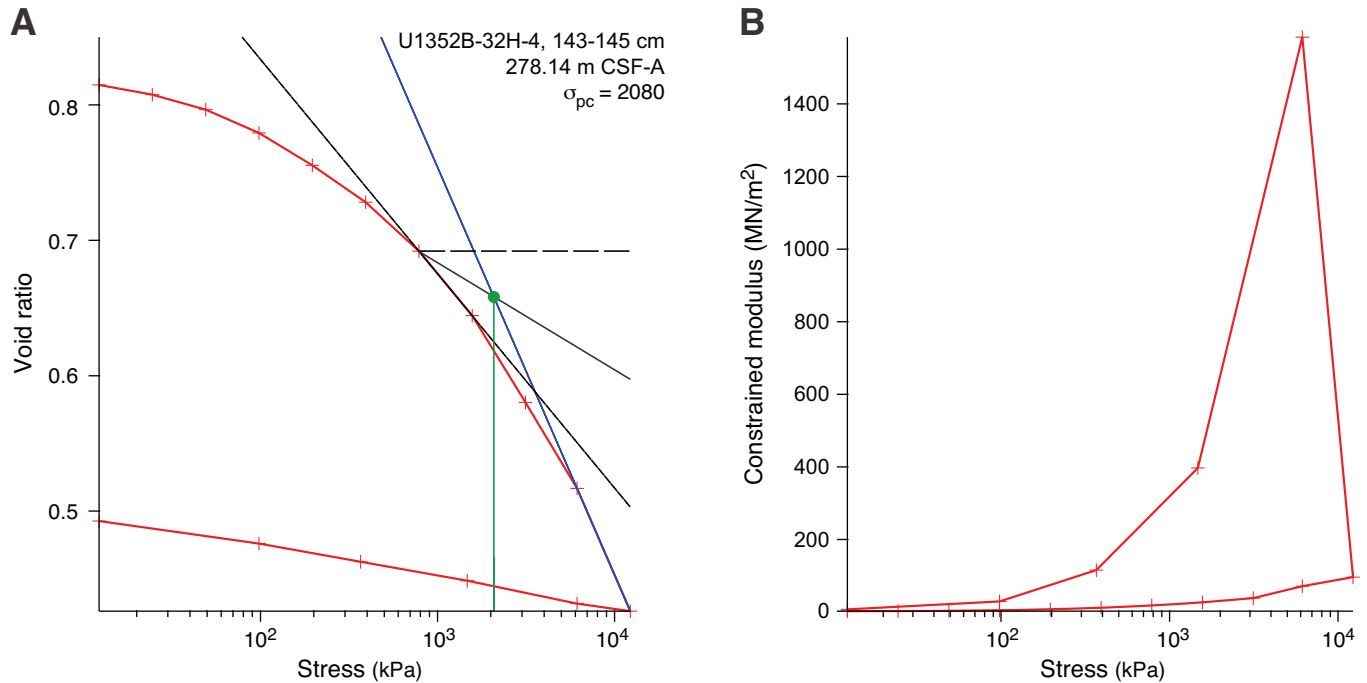 A
U1352B-32H-4, 143-145 cm
278.14 m CSF-A
σpc = 2080
Void ratio
0.8
0.7
0.6
0.5
10²
10³
10⁴
Stress (kPa)
B
Constrained modulus (MN/m²)
1400
1200
1000
800
600
400
200
0
10²
10³
10⁴
Stress (kPa)